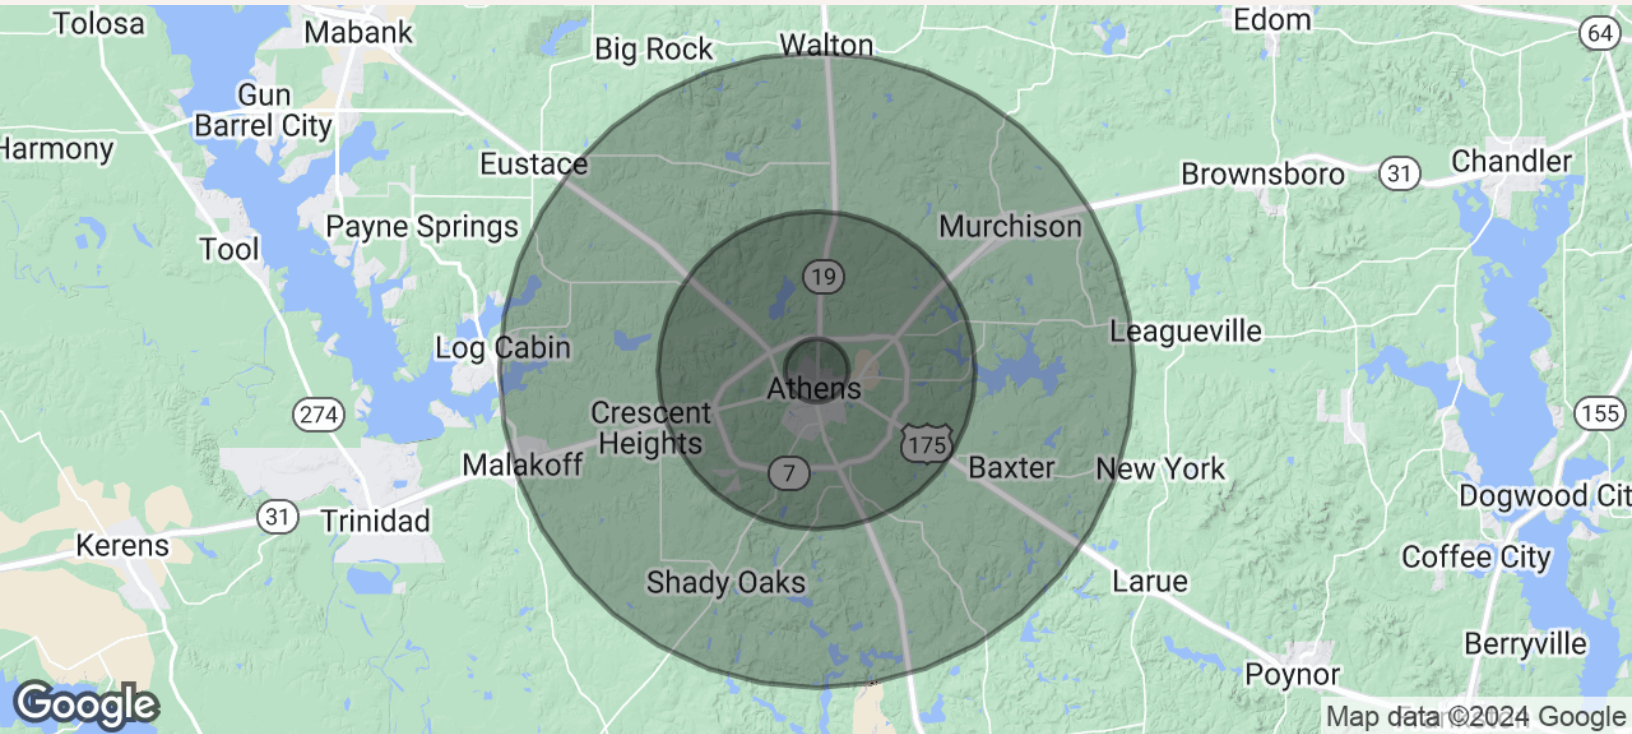 Tolosa
Mabank
Big Rock
Walton
Edom
64
Gun
Barrel City
Harmony
Eustace
Brownsboro
31
Chandler
Payne Springs
Murchison
Tool
19
Log Cabin
Leagueville
Athens
274
Crescent
Heights
155
175
Malakoff
7
Baxter
New York
Dogwood Cit
31
Trinidad
Kerens
Coffee City
Shady Oaks
Larue
Berryville
Poynor
Google
Map data ©2024 Google